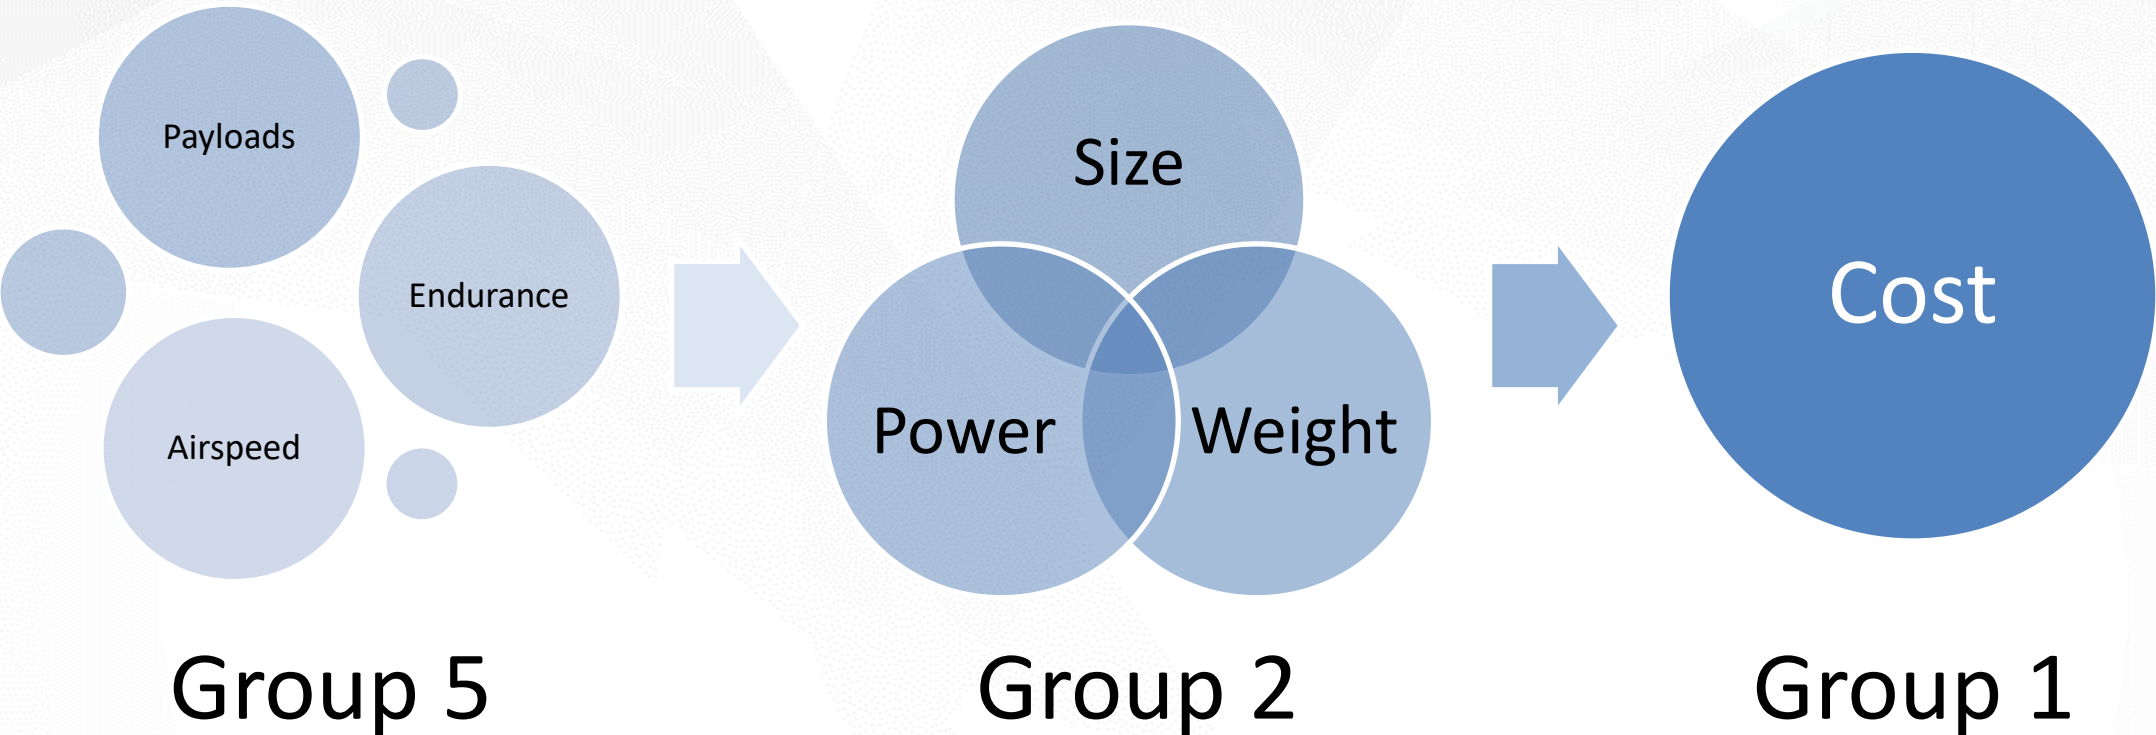 Payloads
Endurance
Airspeed
Group 5
Size
Power
Weight
Group 2
Cost
Group 1